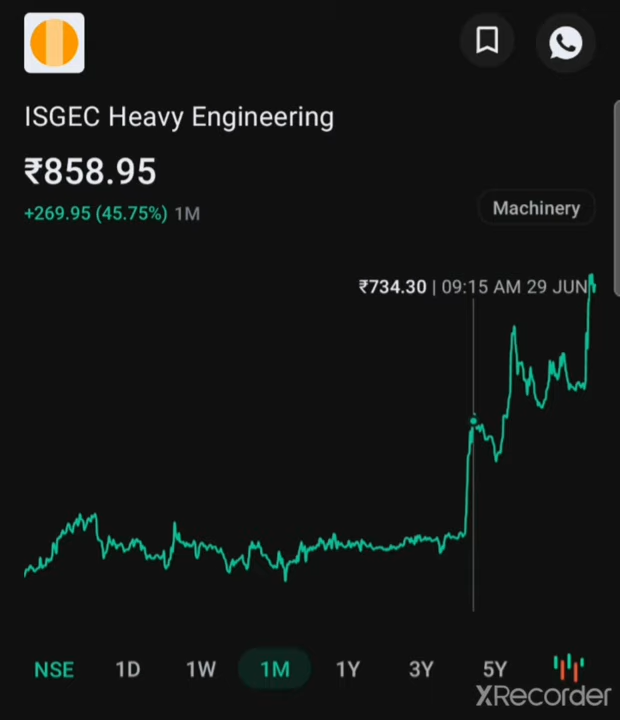 ISGEC Heavy Engineering
₹858.95
+269.95 (45.75%) 1M
Machinery
₹734.30 | 09:15 AM 29 JUN
NSE 1D 1W 1M 1Y 3Y 5Y
XRecorder